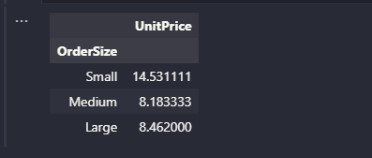 ...
UnitPrice
OrderSize
Small 14.531111
Medium 8.183333
Large 8.462000